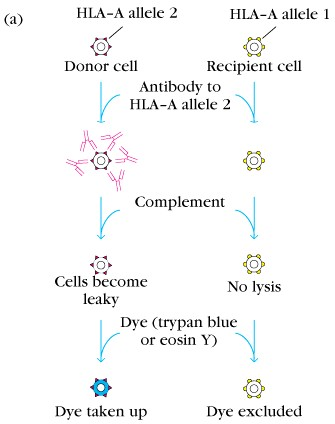 (a)
HLA–A allele 2
HLA–A allele 1
Donor cell
Recipient cell
Antibody to
HLA–A allele 2
Complement
Cells become
leaky
No lysis
Dye (trypan blue
or eosin Y)
Dye taken up
Dye excluded